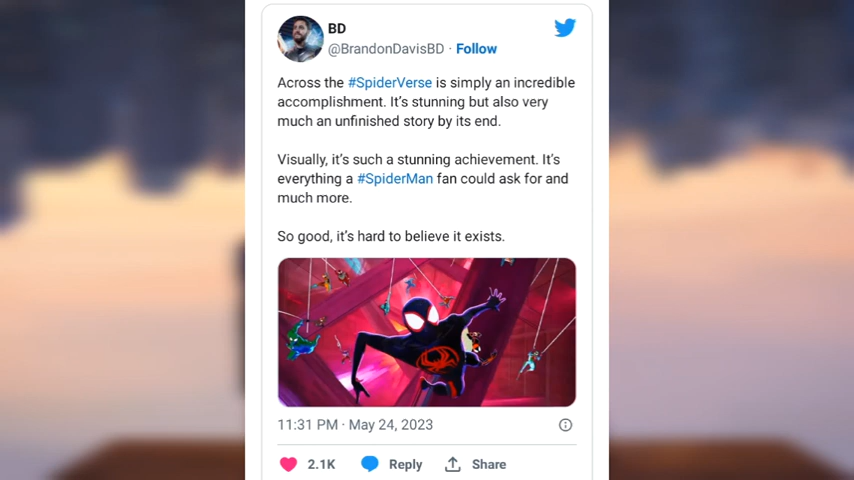 BD
@BrandonDavisBD · Follow
Across the #SpiderVerse is simply an incredible
accomplishment. It's stunning but also very
much an unfinished story by its end.
Visually, it's such a stunning achievement. It's
everything a #SpiderMan fan could ask for and
much more.
So good, it's hard to believe it exists.
11:31 PM · May 24, 2023
2.1K Reply Share